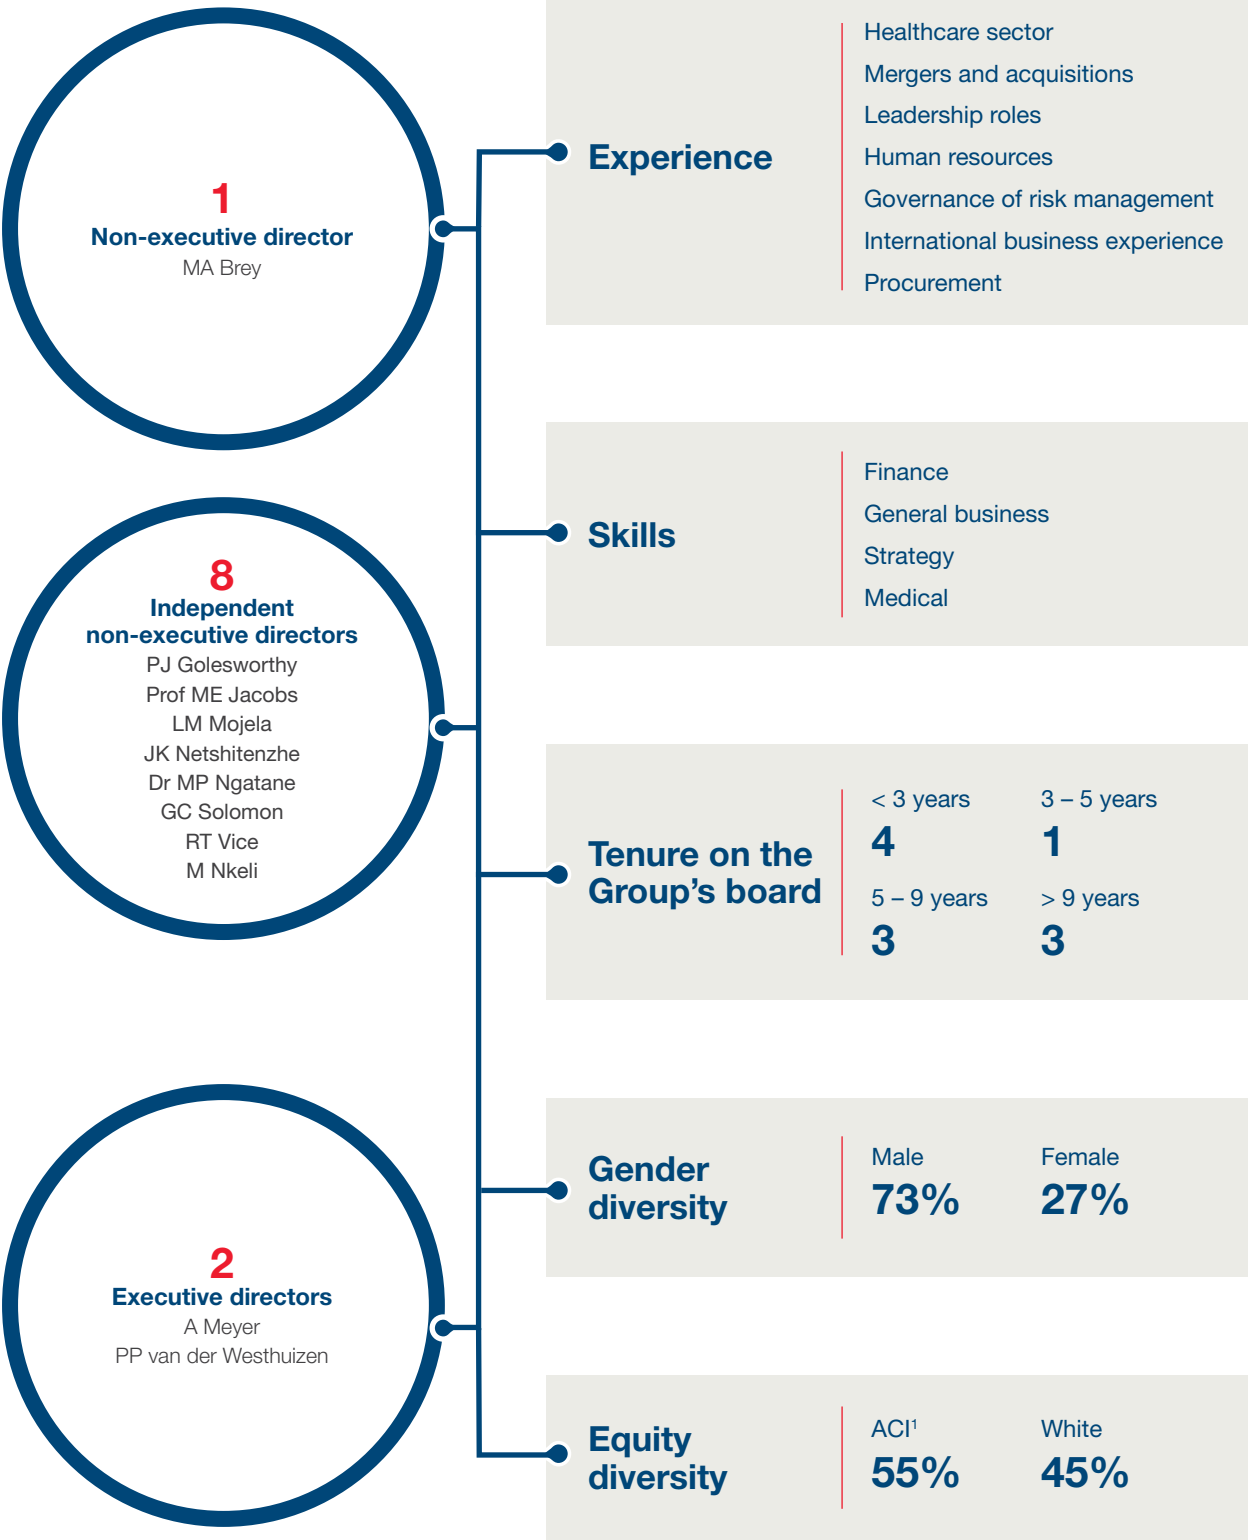 1
Non-executive director
MA Brey
8
Independent
non-executive directors
PJ Golesworthy
Prof ME Jacobs
LM Mojela
JK Netshitenzhe
Dr MP Ngatane
GC Solomon
RT Vice
M Nkeli
2
Executive directors
A Meyer
PP van der Westhuizen
Experience
Healthcare sector
Mergers and acquisitions
Leadership roles
Human resources
Governance of risk management
International business experience
Procurement
Skills
Finance
General business
Strategy
Medical
Tenure on the
Group’s board
< 3 years 3 – 5 years
4 1
5 – 9 years > 9 years
3 3
Gender
diversity
Male Female
73% 27%
Equity
diversity
ACI¹ White
55% 45%